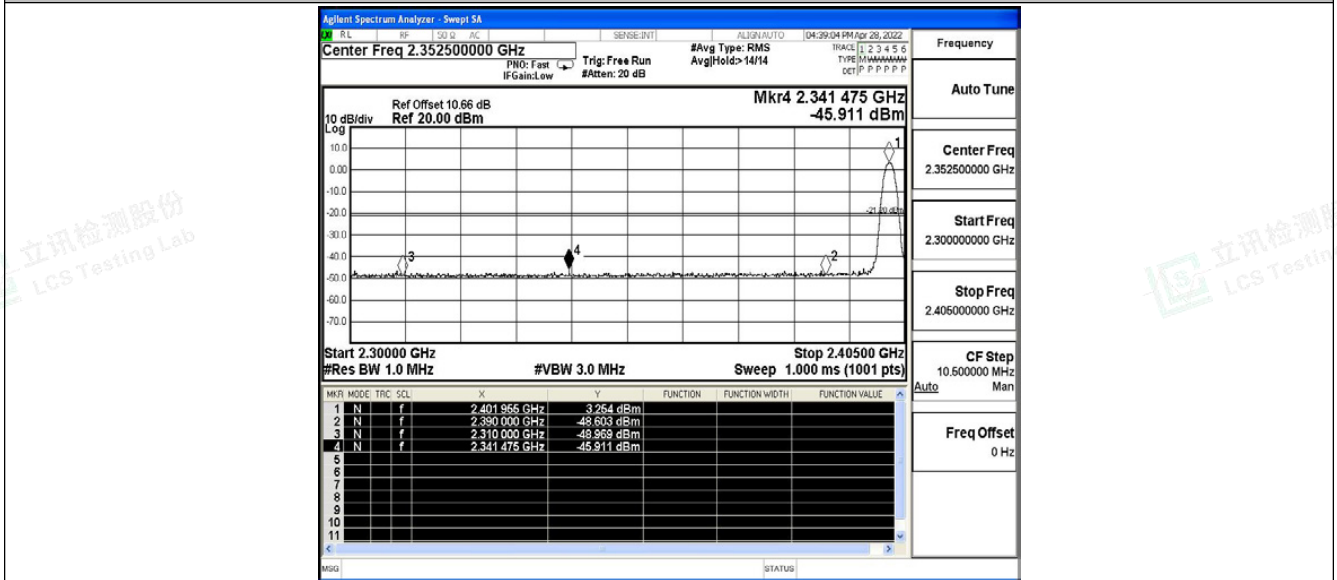 Agilent Spectrum Analyzer - Swept SA
RL RF 50 Ω AC SENSE:INT ALIGNAUTO 04:39:04 PM Apr 28, 2022
Center Freq 2.352500000 GHz
PNO: Fast
IFGain:Low
Trig: Free Run
#Atten: 20 dB
#Avg Type: RMS
Avg|Hold:> 14/14
TRACE 1 2 3 4 5 6
TYPE M
DET P P P P P P
Ref Offset 10.66 dB
10 dB/div Ref 20.00 dBm
Log
Mkr4 2.341 475 GHz
-45.911 dBm
10.0
0.00
-10.0
-20.0
-30.0
-40.0
-50.0
-60.0
-70.0
1
-21.20 dBm
3
4
2
Start 2.30000 GHz Stop 2.40500 GHz
#Res BW 1.0 MHz #VBW 3.0 MHz Sweep 1.000 ms (1001 pts)
MKR MODE TRC SCL X Y FUNCTION FUNCTION WIDTH FUNCTION VALUE
1 N f 2.401 955 GHz 3.254 dBm
2 N f 2.390 000 GHz -48.603 dBm
3 N f 2.310 000 GHz -48.969 dBm
4 N f 2.341 475 GHz -45.911 dBm
5
6
7
8
9
10
11
MSG STATUS
Frequency
Auto Tune
Center Freq
2.352500000 GHz
Start Freq
2.300000000 GHz
Stop Freq
2.405000000 GHz
CF Step
10.500000 MHz
Auto Man
Freq Offset
0 Hz
立讯检测股份
LCS Testing Lab
立讯检测
LCS Testin